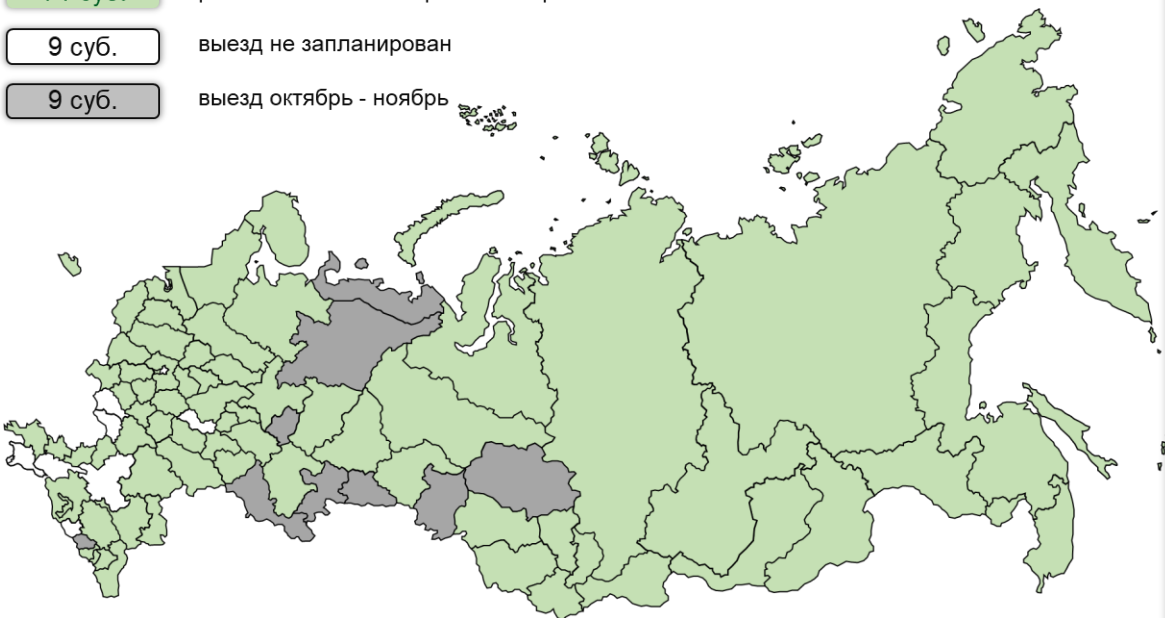 9 суб.
выезд не запланирован
9 суб.
выезд октябрь - ноябрь